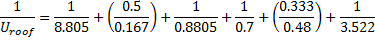 1/U_roof = 1/8.805 + (0.5/0.167) + 1/0.8805 + 1/0.7 + (0.333/0.48) + 1/3.522